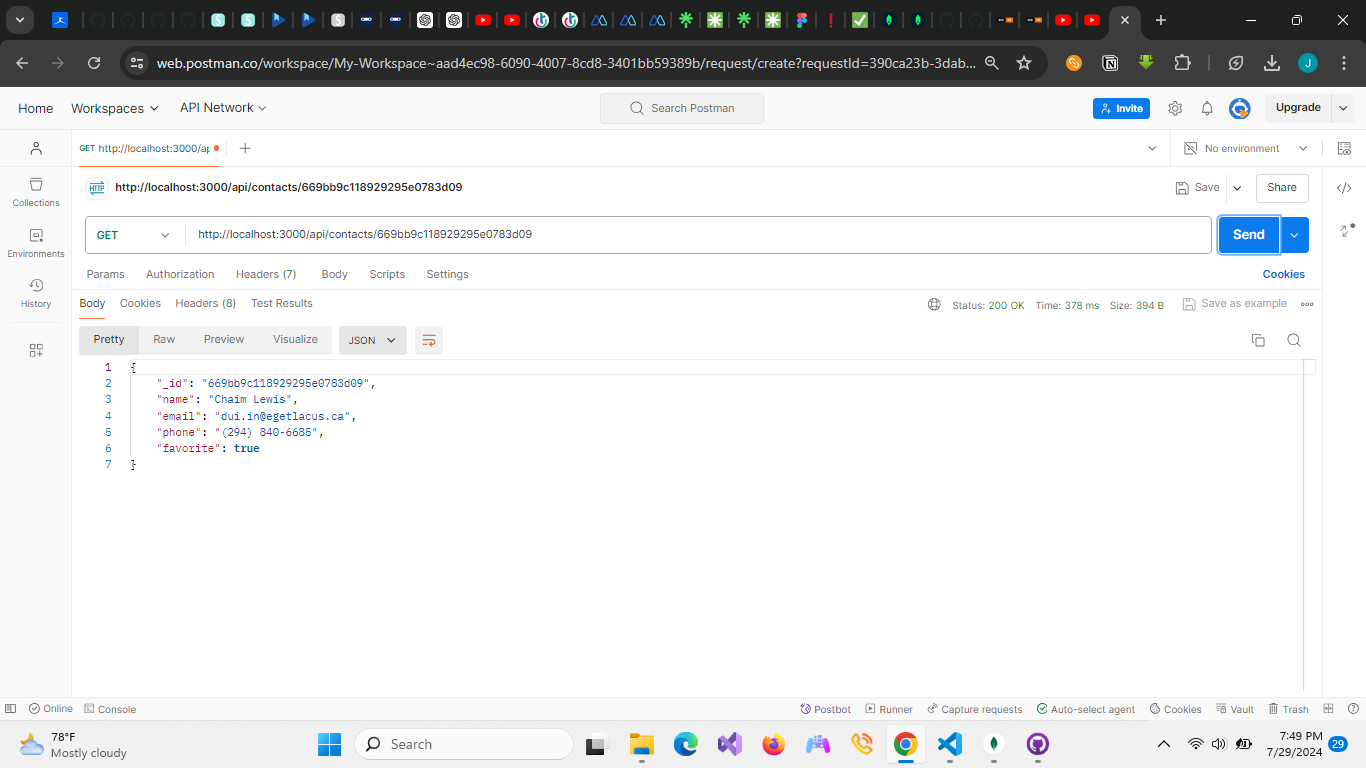 web.postman.co/workspace/My-Workspace~aad4ec98-6090-4007-8cd8-3401bb59389b/request/create?requestId=390ca23b-3dab...
J
Home Workspaces API Network Search Postman Invite Upgrade
GET http://localhost:3000/ap No environment
HTTP http://localhost:3000/api/contacts/669bb9c118929295e0783d09 Save Share
Collections
GET http://localhost:3000/api/contacts/669bb9c118929295e0783d09 Send
Environments
Params Authorization Headers (7) Body Scripts Settings Cookies
History
Body Cookies Headers (8) Test Results Status: 200 OK Time: 378 ms Size: 394 B Save as example
Pretty Raw Preview Visualize JSON
1 {
2 "_id": "669bb9c118929295e0783d09",
3 "name": "Chaim Lewis",
4 "email": "dui.in@egetlacus.ca",
5 "phone": "(294) 840-6685",
6 "favorite": true
7 }
Online Console Postbot Runner Capture requests Auto-select agent Cookies Vault Trash
78°F
Mostly cloudy
Search
7:49 PM
7/29/2024
29